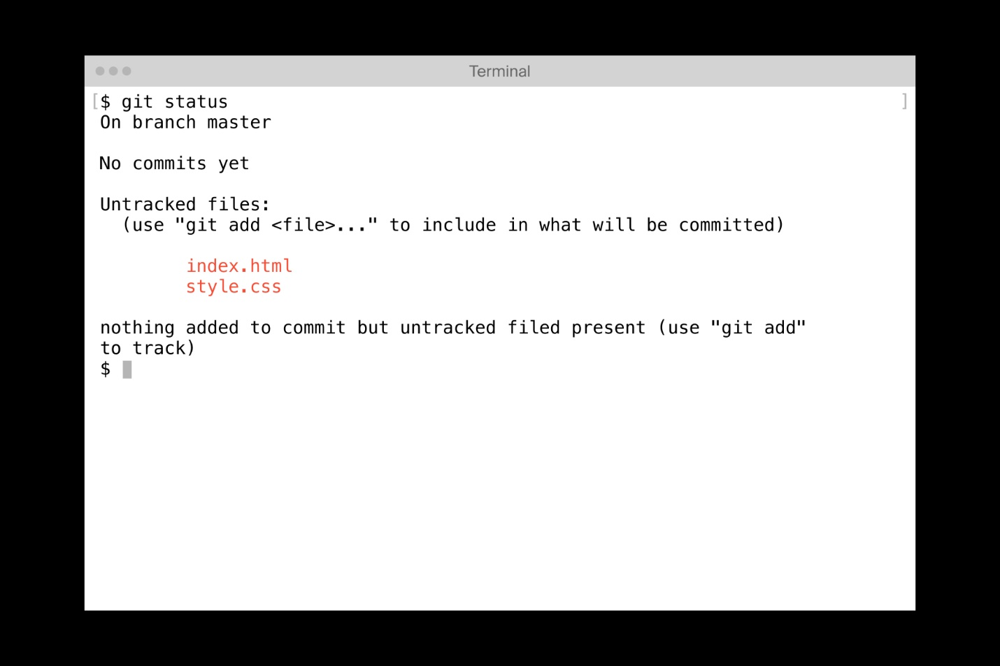 Terminal
[$ git status ]
On branch master
No commits yet
Untracked files:
(use "git add <file>..." to include in what will be committed)
index.html
style.css
nothing added to commit but untracked filed present (use "git add"
to track)
$